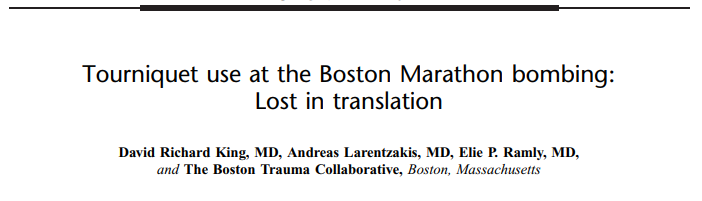 Tourniquet use at the Boston Marathon bombing:
Lost in translation
David Richard King, MD, Andreas Larentzakis, MD, Elie P. Ramly, MD,
and The Boston Trauma Collaborative, Boston, Massachusetts